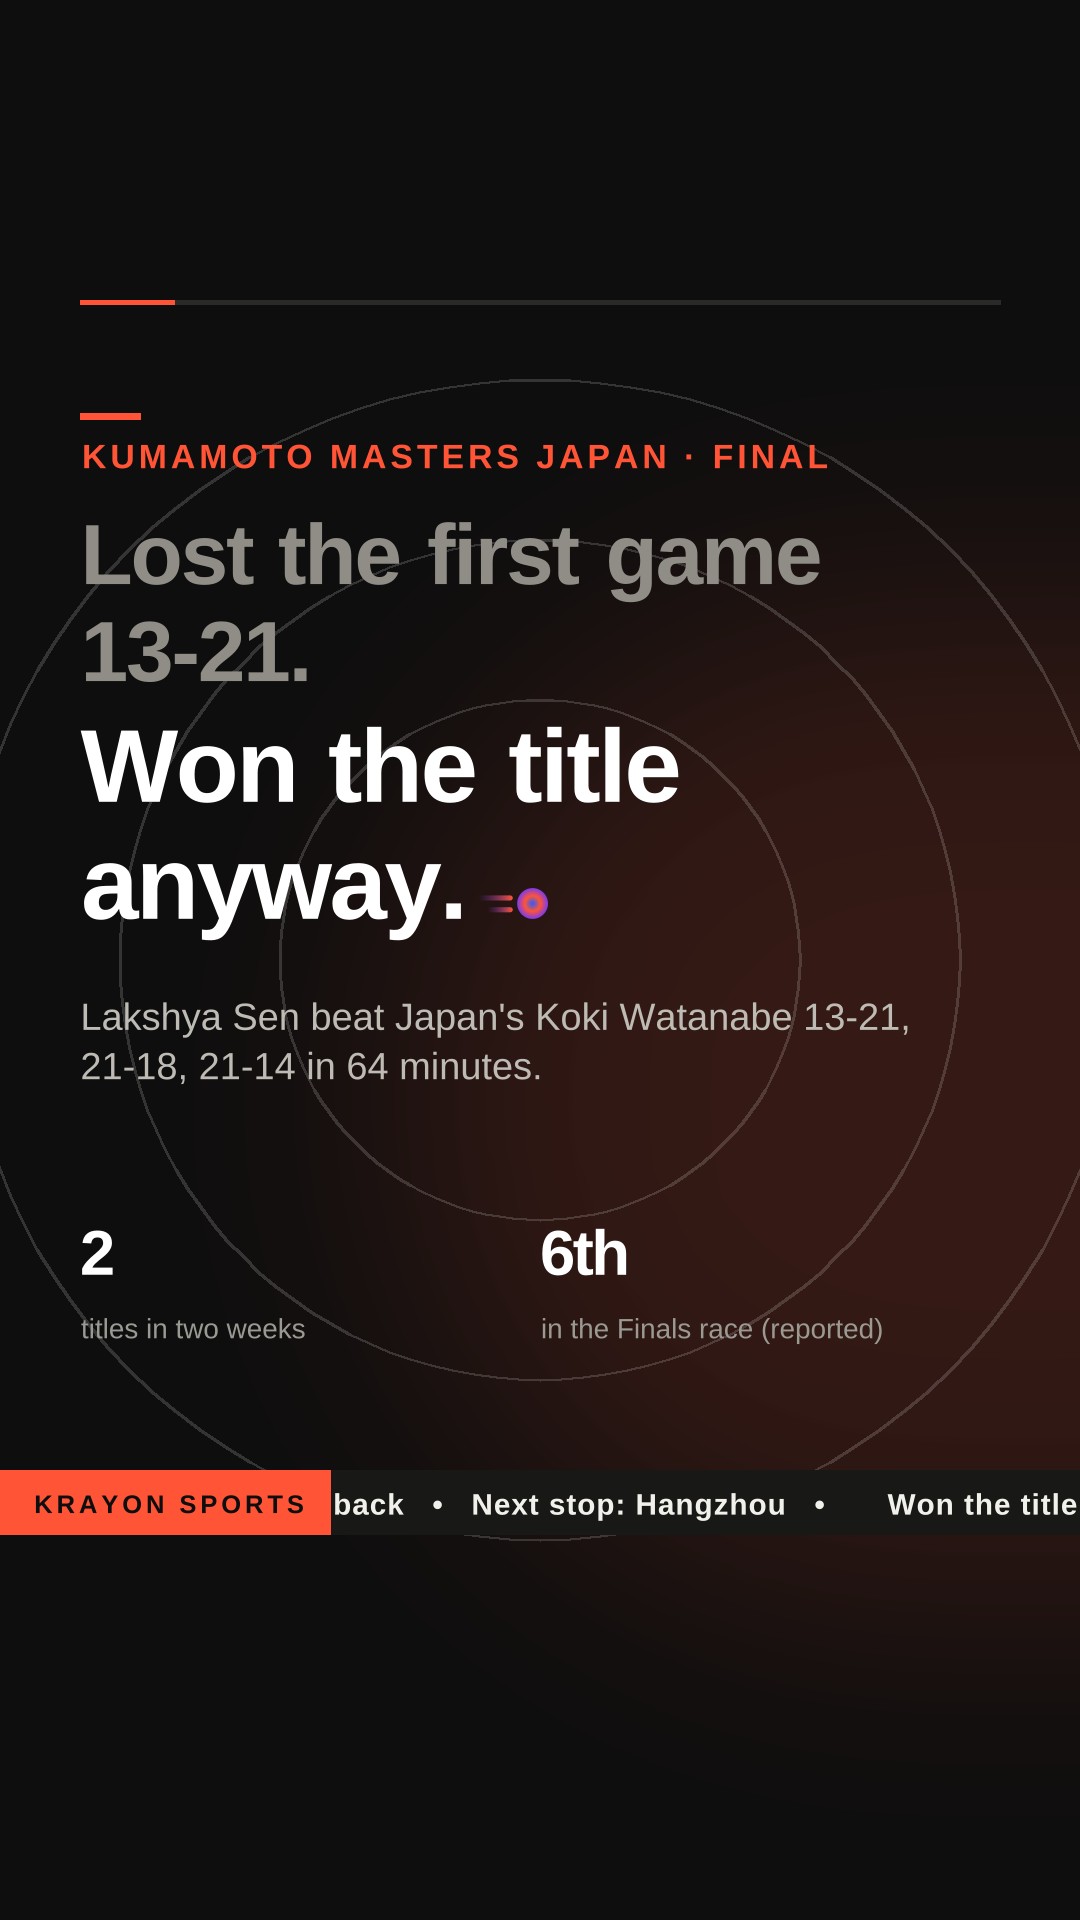 KUMAMOTO MASTERS JAPAN · FINAL
Lost the first game
13-21.
Won the title
anyway.
Lakshya Sen beat Japan's Koki Watanabe 13-21,
21-18, 21-14 in 64 minutes.
2
titles in two weeks
6th
in the Finals race (reported)
KRAYON SPORTS back • Next stop: Hangzhou • Won the title